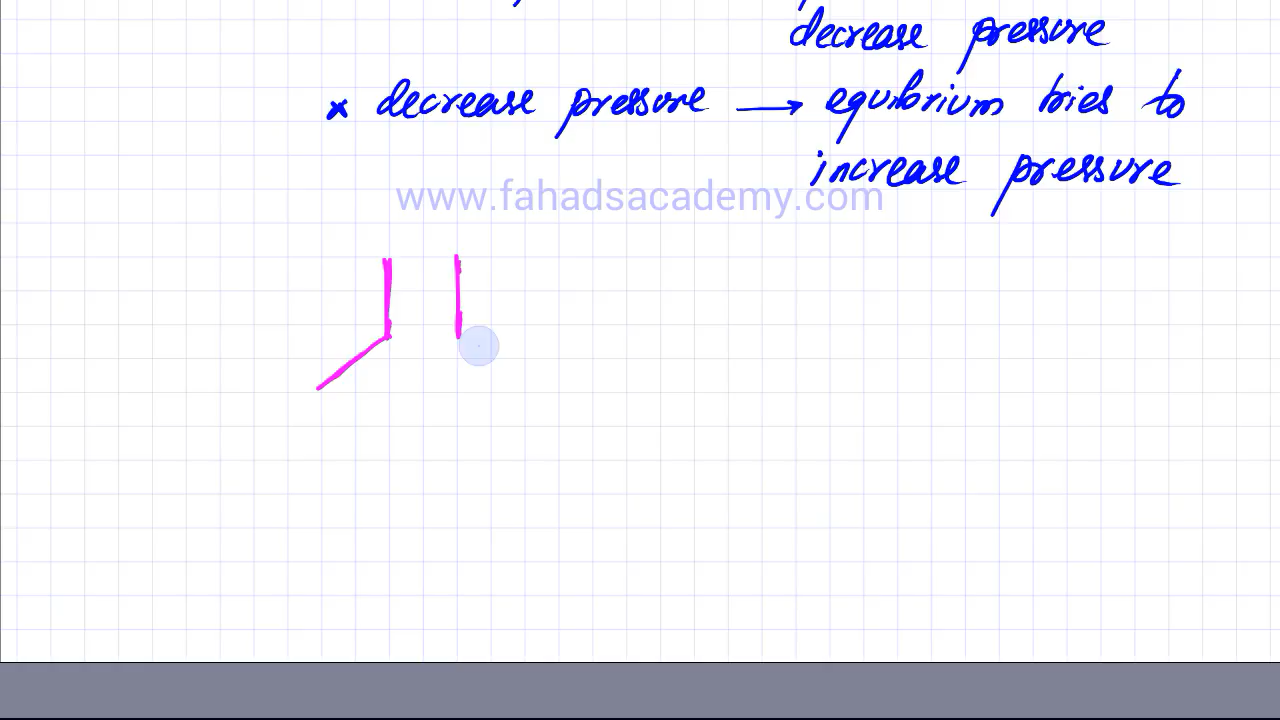 decrease pressure
× decrease pressure → equilibrium tries to
increase pressure
www.fahadsacademy.com